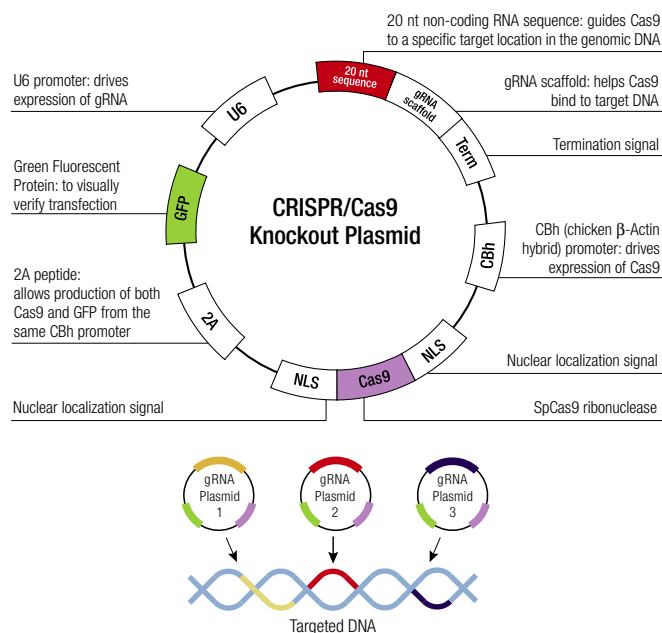 20 nt non-coding RNA sequence: guides Cas9
to a specific target location in the genomic DNA
U6 promoter: drives
expression of gRNA
20 nt
sequence
gRNA
scaffold
gRNA scaffold: helps Cas9
bind to target DNA
U6
Term
Termination signal
Green Fluorescent
Protein: to visually
verify transfection
GFP
CRISPR/Cas9
Knockout Plasmid
CBh
CBh (chicken β-Actin
hybrid) promoter: drives
expression of Cas9
2A peptide:
allows production of both
Cas9 and GFP from the
same CBh promoter
2A
NLS
Cas9
NLS
Nuclear localization signal
Nuclear localization signal
SpCas9 ribonuclease
gRNA
Plasmid
1
gRNA
Plasmid
2
gRNA
Plasmid
3
Targeted DNA